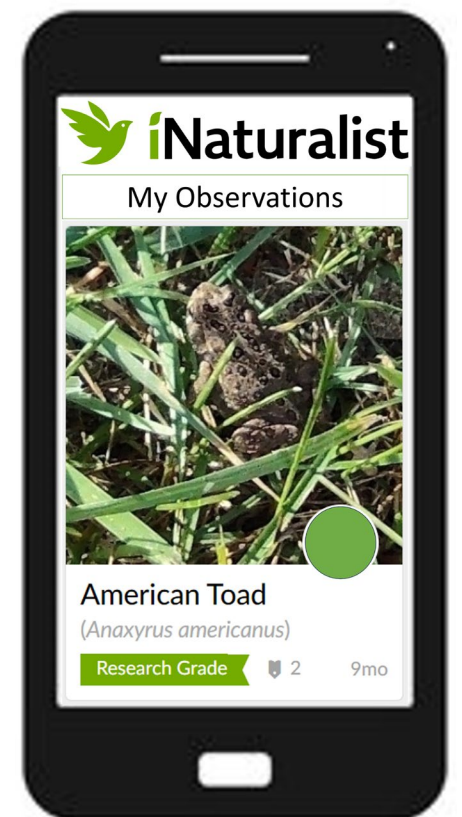 iNaturalist
My Observations
American Toad
(Anaxyrus americanus)
Research Grade 2 9mo